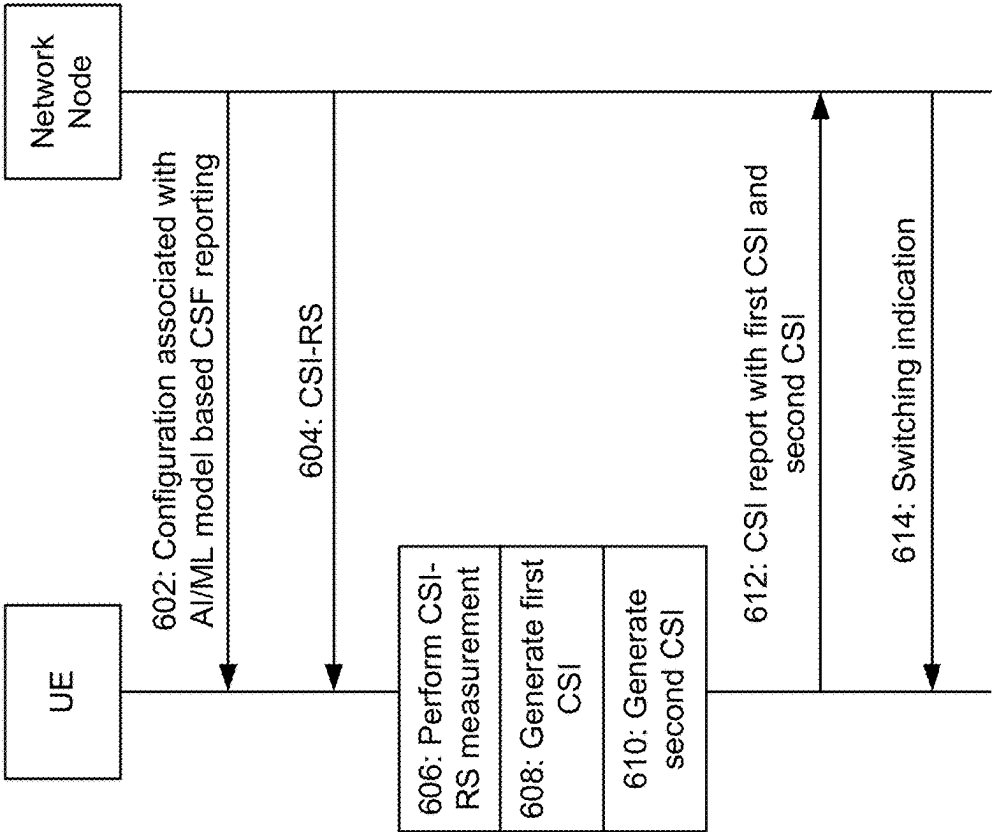 UE
Network
Node
602: Configuration associated with
AI/ML model based CSF reporting
604: CSI-RS
606: Perform CSI-
RS measurement
608: Generate first
CSI
610: Generate
second CSI
612: CSI report with first CSI and
second CSI
614: Switching indication